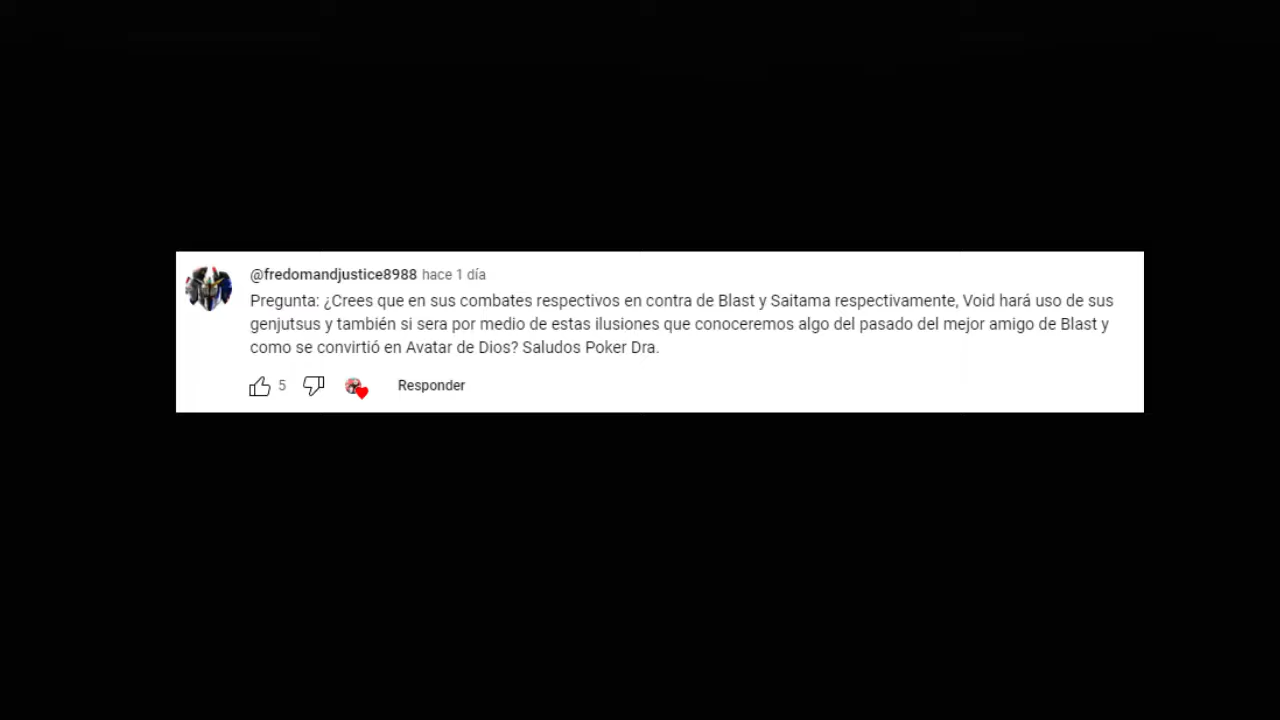 @fredomandjustice8988 hace 1 día
Pregunta: ¿Crees que en sus combates respectivos en contra de Blast y Saitama respectivamente, Void hará uso de sus
genjutsus y también si sera por medio de estas ilusiones que conoceremos algo del pasado del mejor amigo de Blast y
como se convirtió en Avatar de Dios? Saludos Poker Dra.
5 Responder